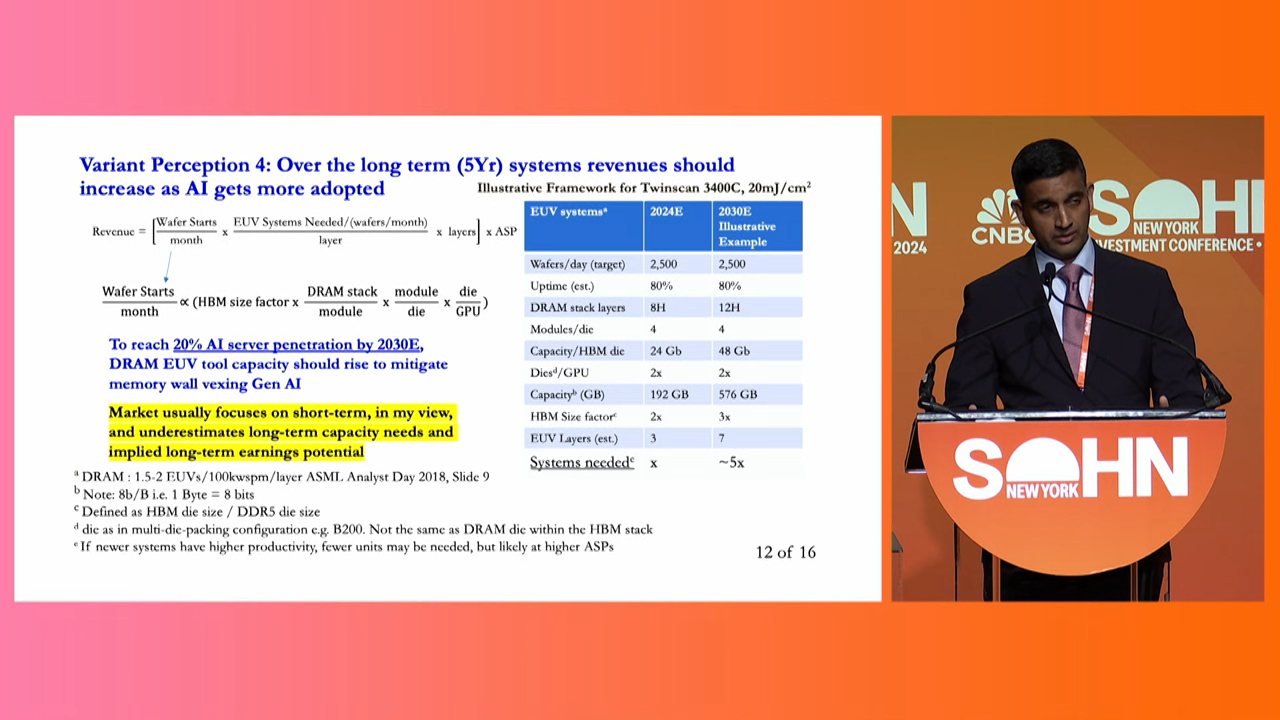 Variant Perception 4: Over the long term (5Yr) systems revenues should
increase as AI gets more adopted
Illustrative Framework for Twinscan 3400C, 20mJ/cm²
Revenue = [Wafer Starts/month x EUV Systems Needed/(wafers/month)/layer x layers] x ASP
Wafer Starts/month ∝ (HBM size factor x DRAM stack/module x module/die x die/GPU)
To reach 20% AI server penetration by 2030E,
DRAM EUV tool capacity should rise to mitigate
memory wall vexing Gen AI
Market usually focuses on short-term, in my view,
and underestimates long-term capacity needs and
implied long-term earnings potential
EUV systemsᵃ 2024E 2030E
Illustrative
Example
Wafers/day (target) 2,500 2,500
Uptime (est.) 80% 80%
DRAM stack layers 8H 12H
Modules/die 4 4
Capacity/HBM die 24 Gb 48 Gb
Diesᵈ/GPU 2x 2x
Capacityᵇ (GB) 192 GB 576 GB
HBM Size factorᶜ 2x 3x
EUV Layers (est.) 3 7
Systems neededᵉ x ~5x
ᵃ DRAM : 1.5-2 EUVs/100kwspm/layer ASML Analyst Day 2018, Slide 9
ᵇ Note: 8b/B i.e. 1 Byte = 8 bits
ᶜ Defined as HBM die size / DDR5 die size
ᵈ die as in multi-die-packing configuration e.g. B200. Not the same as DRAM die within the HBM stack
ᵉ If newer systems have higher productivity, fewer units may be needed, but likely at higher ASPs
12 of 16
N
2024
CNBC
SOHN
NEW YORK
INVESTMENT CONFERENCE •
SOHN
NEW YORK